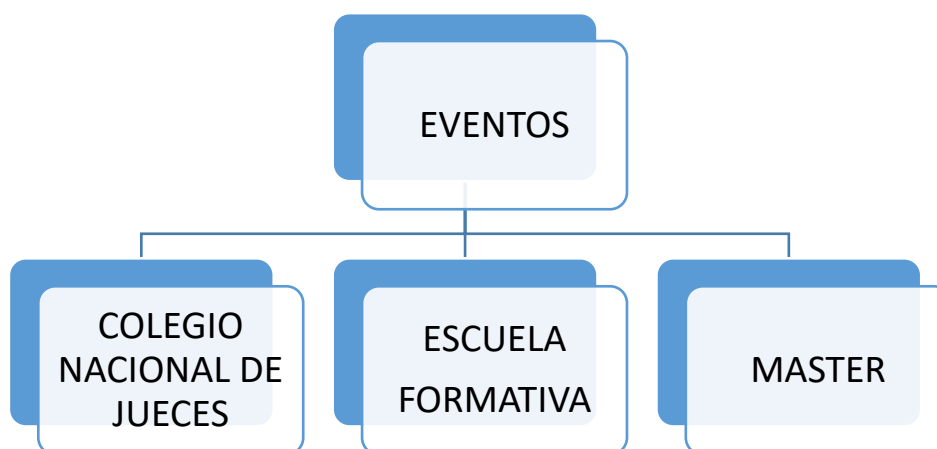 EVENTOS
COLEGIO
NACIONAL DE
JUECES
ESCUELA
FORMATIVA
MASTER